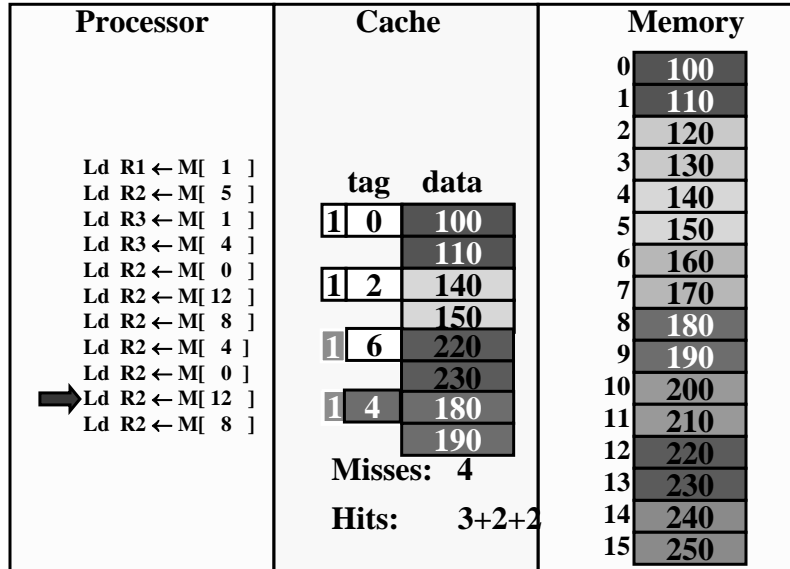 Processor
Ld R1 ← M[ 1 ]
Ld R2 ← M[ 5 ]
Ld R3 ← M[ 1 ]
Ld R3 ← M[ 4 ]
Ld R2 ← M[ 0 ]
Ld R2 ← M[ 12 ]
Ld R2 ← M[ 8 ]
Ld R2 ← M[ 4 ]
Ld R2 ← M[ 0 ]
Ld R2 ← M[ 12 ]
Ld R2 ← M[ 8 ]
Cache
tag data
1 0 100
110
1 2 140
150
1 6 220
230
1 4 180
190
Misses: 4
Hits: 3+2+2
Memory
0 100
1 110
2 120
3 130
4 140
5 150
6 160
7 170
8 180
9 190
10 200
11 210
12 220
13 230
14 240
15 250